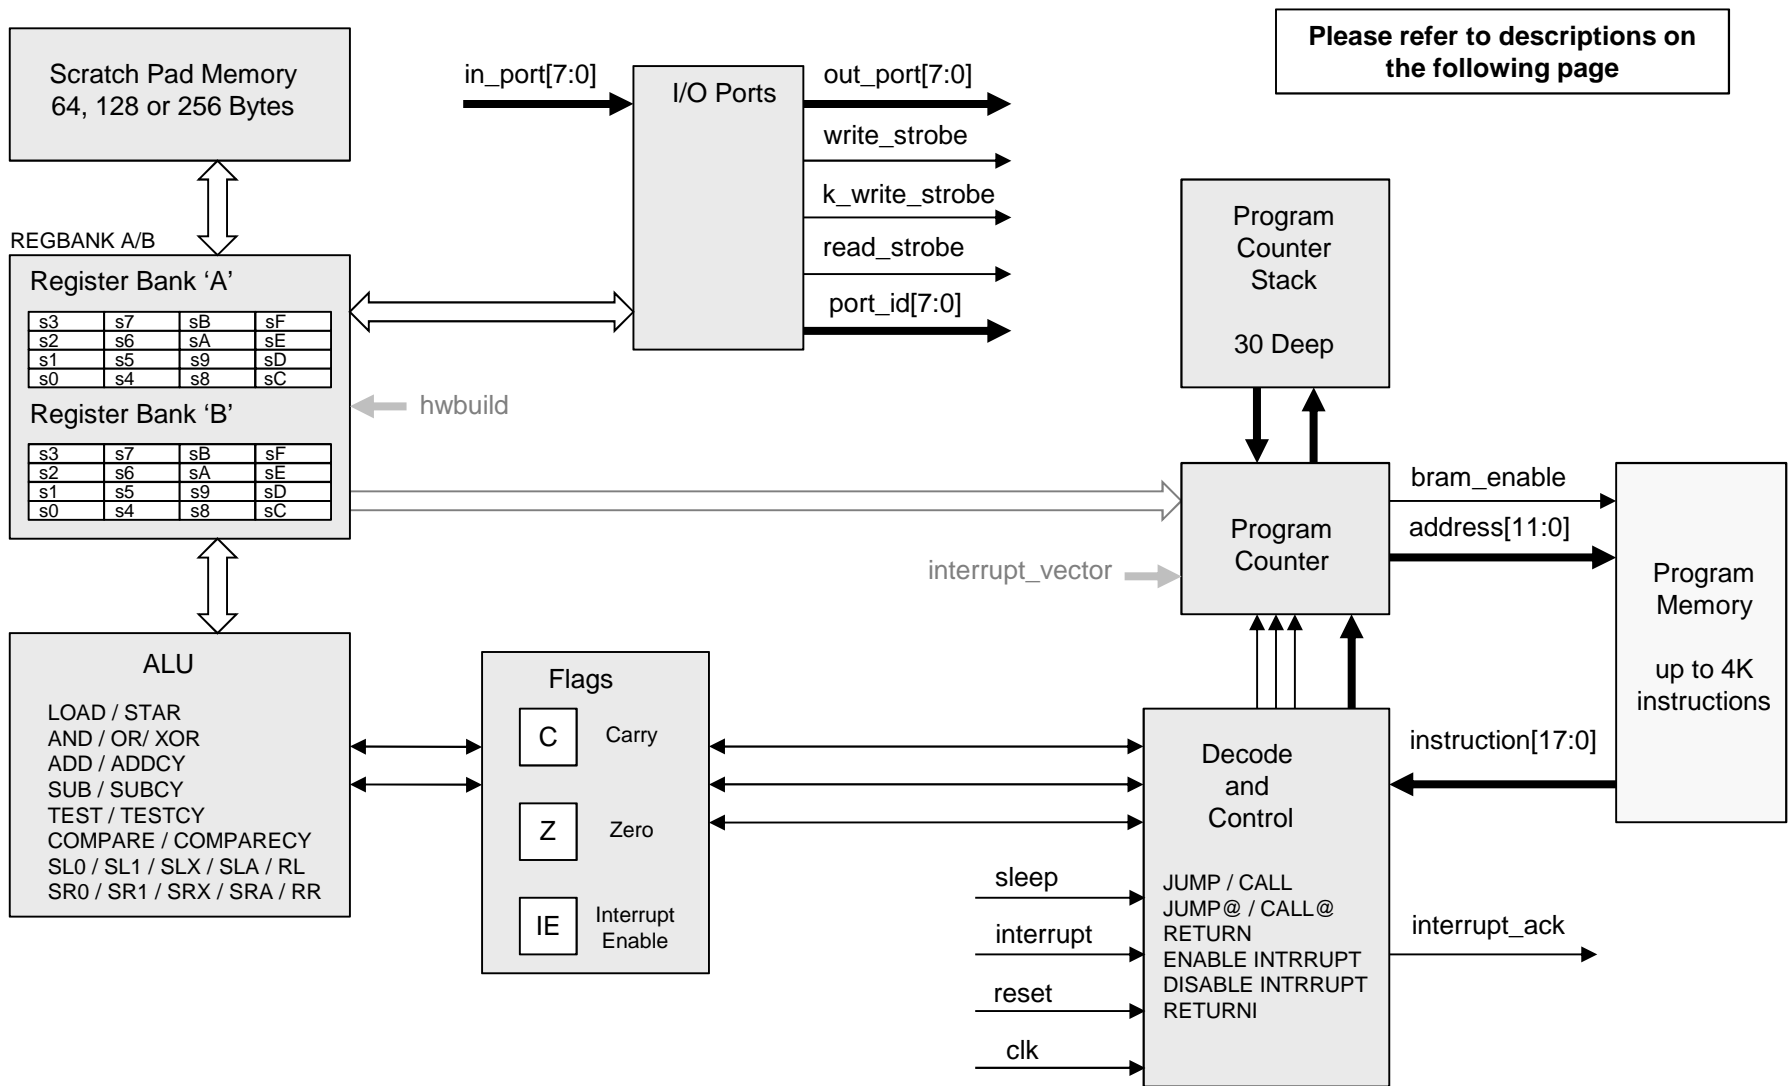 Please refer to descriptions on
the following page
Scratch Pad Memory
64, 128 or 256 Bytes
in_port[7:0]
I/O Ports
out_port[7:0]
write_strobe
k_write_strobe
read_strobe
port_id[7:0]
REGBANK A/B
Register Bank ‘A’
s3 s7 sB sF
s2 s6 sA sE
s1 s5 s9 sD
s0 s4 s8 sC
Register Bank ‘B’
s3 s7 sB sF
s2 s6 sA sE
s1 s5 s9 sD
s0 s4 s8 sC
hwbuild
Program
Counter
Stack
30 Deep
Program
Counter
interrupt_vector
bram_enable
address[11:0]
Program
Memory
up to 4K
instructions
instruction[17:0]
ALU
LOAD / STAR
AND / OR/ XOR
ADD / ADDCY
SUB / SUBCY
TEST / TESTCY
COMPARE / COMPARECY
SL0 / SL1 / SLX / SLA / RL
SR0 / SR1 / SRX / SRA / RR
Flags
C Carry
Z Zero
IE Interrupt
Enable
Decode
and
Control
JUMP / CALL
JUMP@ / CALL@
RETURN
ENABLE INTRRUPT
DISABLE INTRRUPT
RETURNI
sleep
interrupt
reset
clk
interrupt_ack